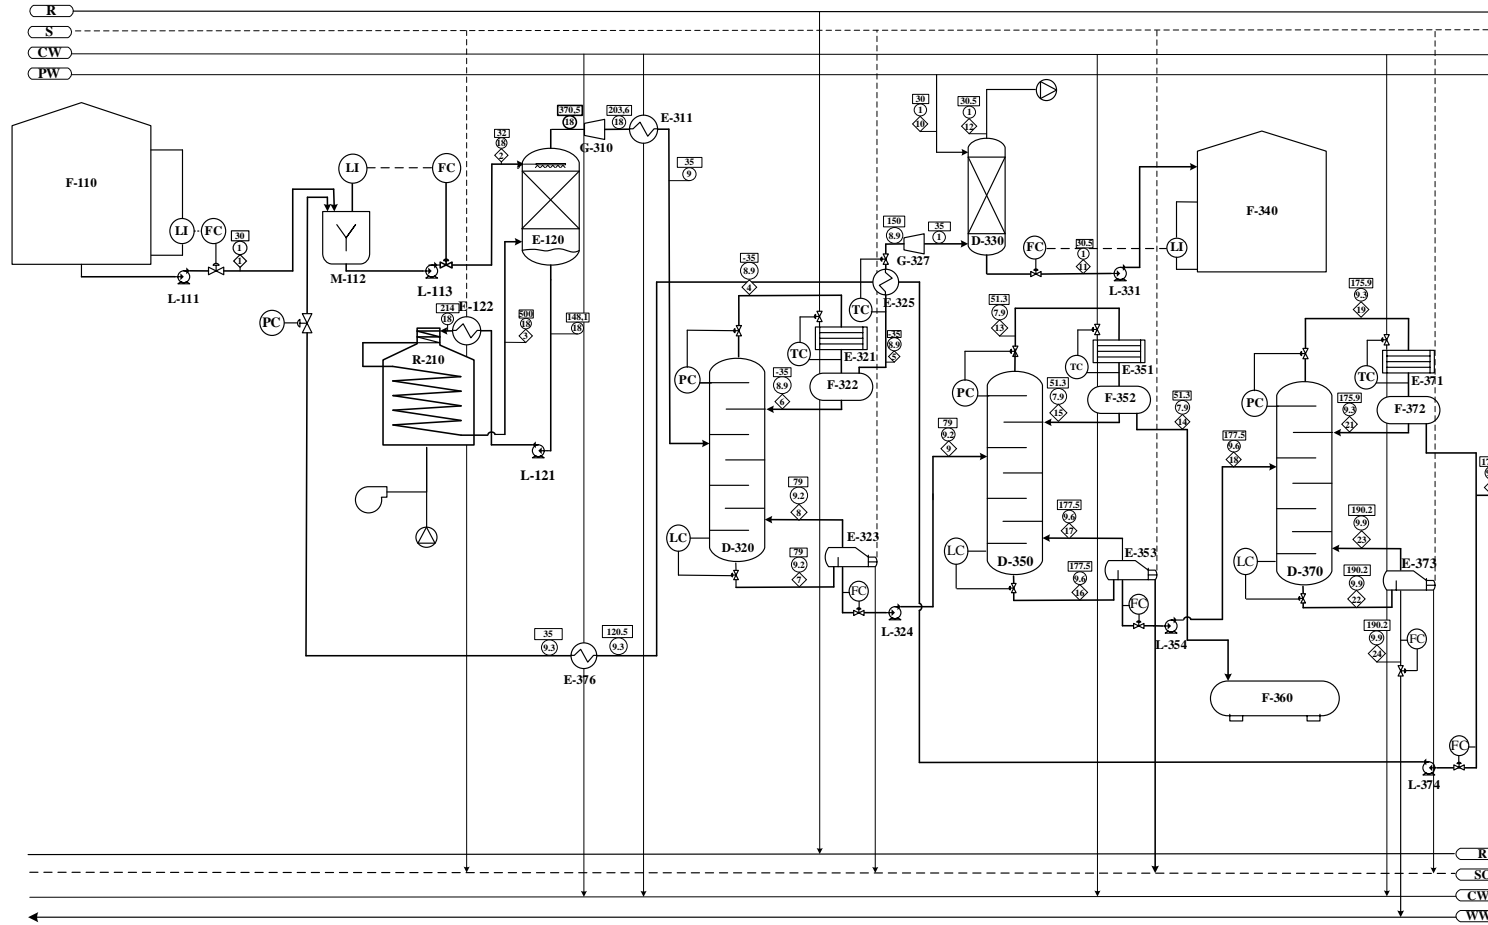 R
S
CW
PW
F-110
LI
FC
30
1
1
L-111
PC
LI
FC
M-112
L-113
32
18
2
E-120
370,5
18
G-310
203,6
18
E-311
35
9
214
18
E-122
R-210
500
18
3
148,1
18
L-121
35
9.3
E-376
120.5
9.3
-35
8.9
4
PC
TC
E-321
F-322
-35
8.9
5
-35
8.9
6
79
9.2
8
79
9.2
7
LC
D-320
E-323
FC
L-324
150
8.9
G-327
35
1
TC
E-325
30
1
10
30.5
1
12
D-330
FC
30.5
1
11
L-331
LI
F-340
51.3
7.9
13
PC
TC
E-351
F-352
51.3
7.9
15
51.3
7.9
14
79
9.2
9
177.5
9.6
17
177.5
9.6
16
LC
D-350
E-353
FC
L-354
F-360
175.9
9.3
19
PC
TC
E-371
F-372
175.9
9.3
21
177.5
9.6
18
190.2
9.9
23
190.2
9.9
22
LC
D-370
E-373
190.2
9.9
24
FC
FC
L-374
R
SC
CW
WW